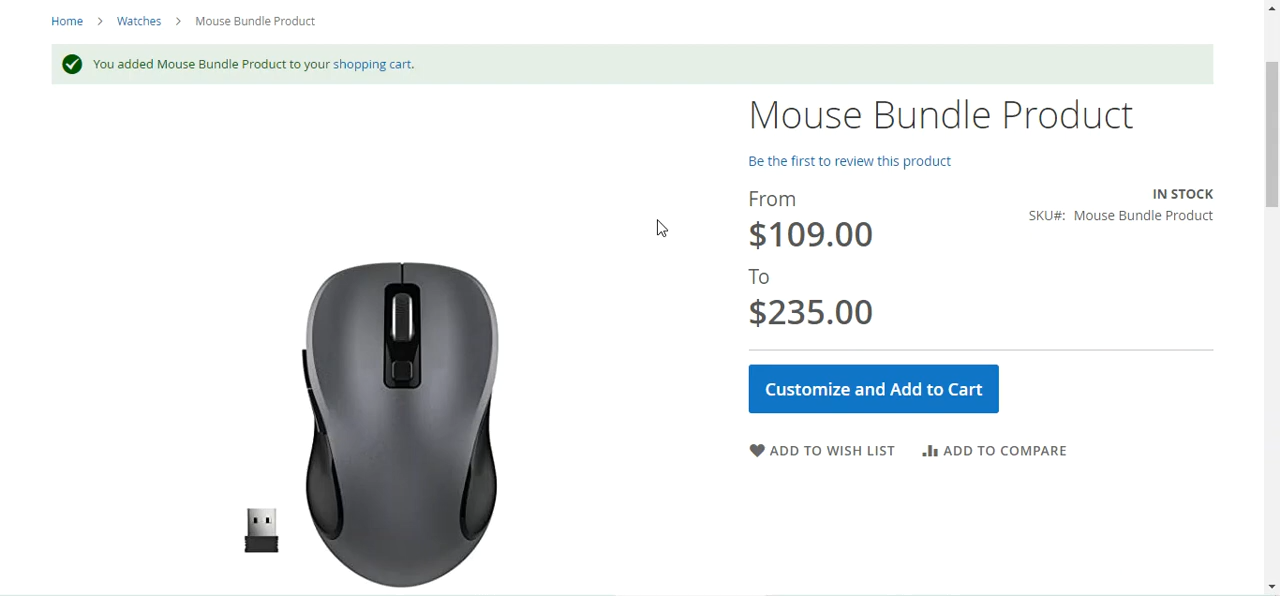 Home > Watches > Mouse Bundle Product
You added Mouse Bundle Product to your shopping cart.
Mouse Bundle Product
Be the first to review this product
From
IN STOCK
$109.00
SKU#: Mouse Bundle Product
To
$235.00
Customize and Add to Cart
ADD TO WISH LIST ADD TO COMPARE